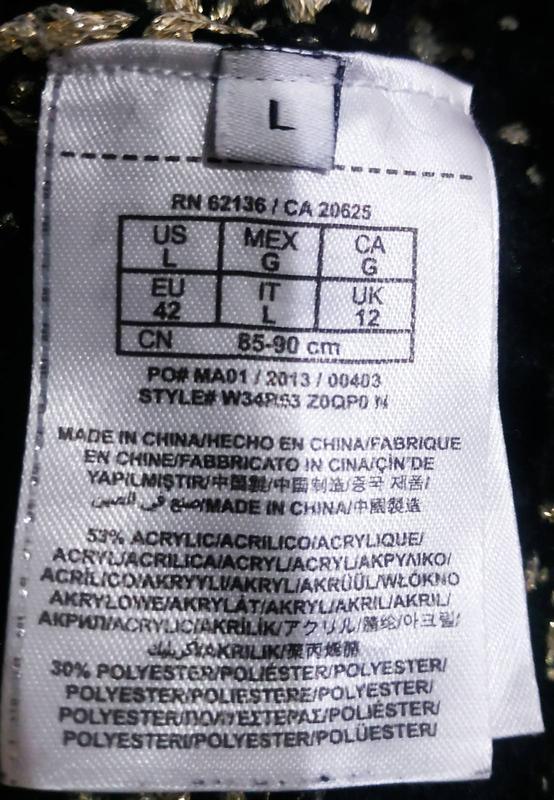 L
RN 62136 / CA 20625
US MEX CA
L G G
EU IT UK
42 L 12
CN 85-90 cm
PO# MA01 / 2013 / 00403
STYLE# W34R53 Z0QP0 N
MADE IN CHINA/HECHO EN CHINA/FABRIQUE
EN CHINE/FABBRICATO IN CINA/ÇİN'DE
YAPILMIŞTIR/中国製/中国制造/중국 제품/
صنع في الصين/MADE IN CHINA/中國製造
53% ACRYLIC/ACRILICO/ACRYLIQUE/
ACRYL/ACRILICA/ACRYL/ACRYL/ΑΚΡΥΛΙΚΟ/
ACRÍLICO/AKRYYLI/AKRYL/AKRÜÜL/WŁÓKNO
AKRYLOWE/AKRYLÁT/AKRYL/AKRIL/AKRIL/
АКРИЛ/ACRYLIC/AKRİLİK/アクリル/腈纶/아크릴/
أكريليك/AKRILIK/聚丙烯腈
30% POLYESTER/POLIÉSTER/POLYESTER/
POLYESTER/POLIESTERE/POLYESTER/
POLYESTER/ΠΟΛΥΕΣΤΕΡΑΣ/POLIÉSTER/
POLYESTERI/POLYESTER/POLÜESTER/